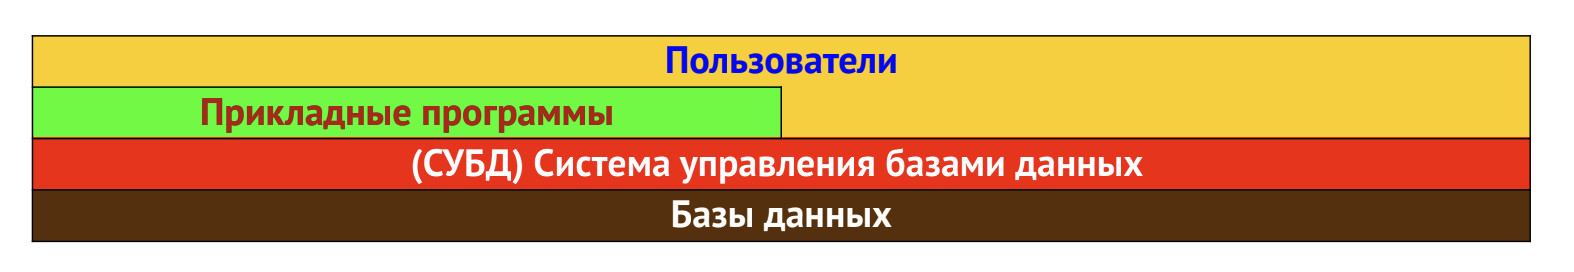 Пользователи
Прикладные программы
(СУБД) Система управления базами данных
Базы данных